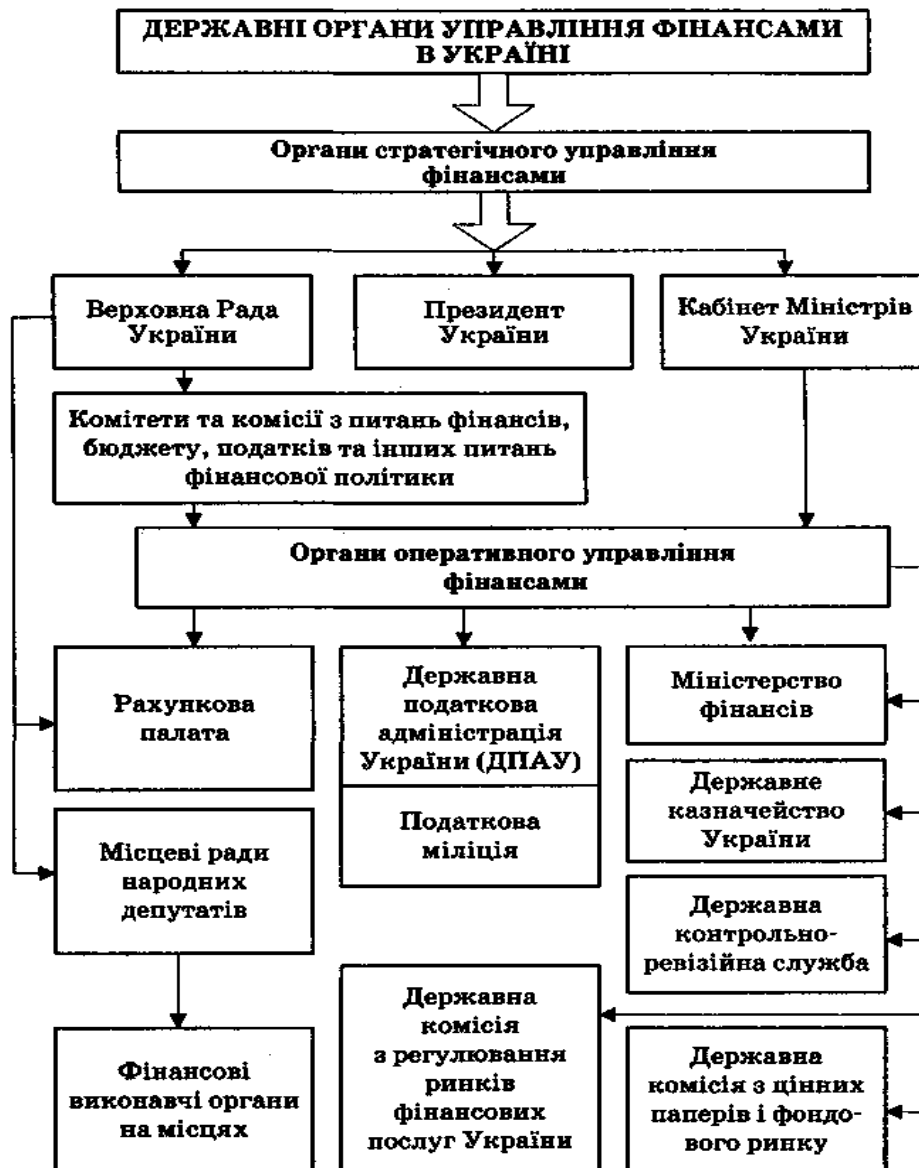 ДЕРЖАВНІ ОРГАНИ УПРАВЛІННЯ ФІНАНСАМИ
В УКРАЇНІ
Органи стратегічного управління
фінансами
Верховна Рада
України
Президент
України
Кабінет Міністрів
України
Комітети та комісії з питань фінансів,
бюджету, податків та інших питань
фінансової політики
Органи оперативного управління
фінансами
Рахункова
палата
Державна
податкова
адміністрація
України (ДПАУ)
Податкова
міліція
Міністерство
фінансів
Державне
казначейство
України
Місцеві ради
народних
депутатів
Державна
контрольно-
ревізійна служба
Фінансові
виконавчі органи
на місцях
Державна
комісія
з регулювання
ринків
фінансових
послуг України
Державна
комісія з цінних
паперів і фондо-
вого ринку